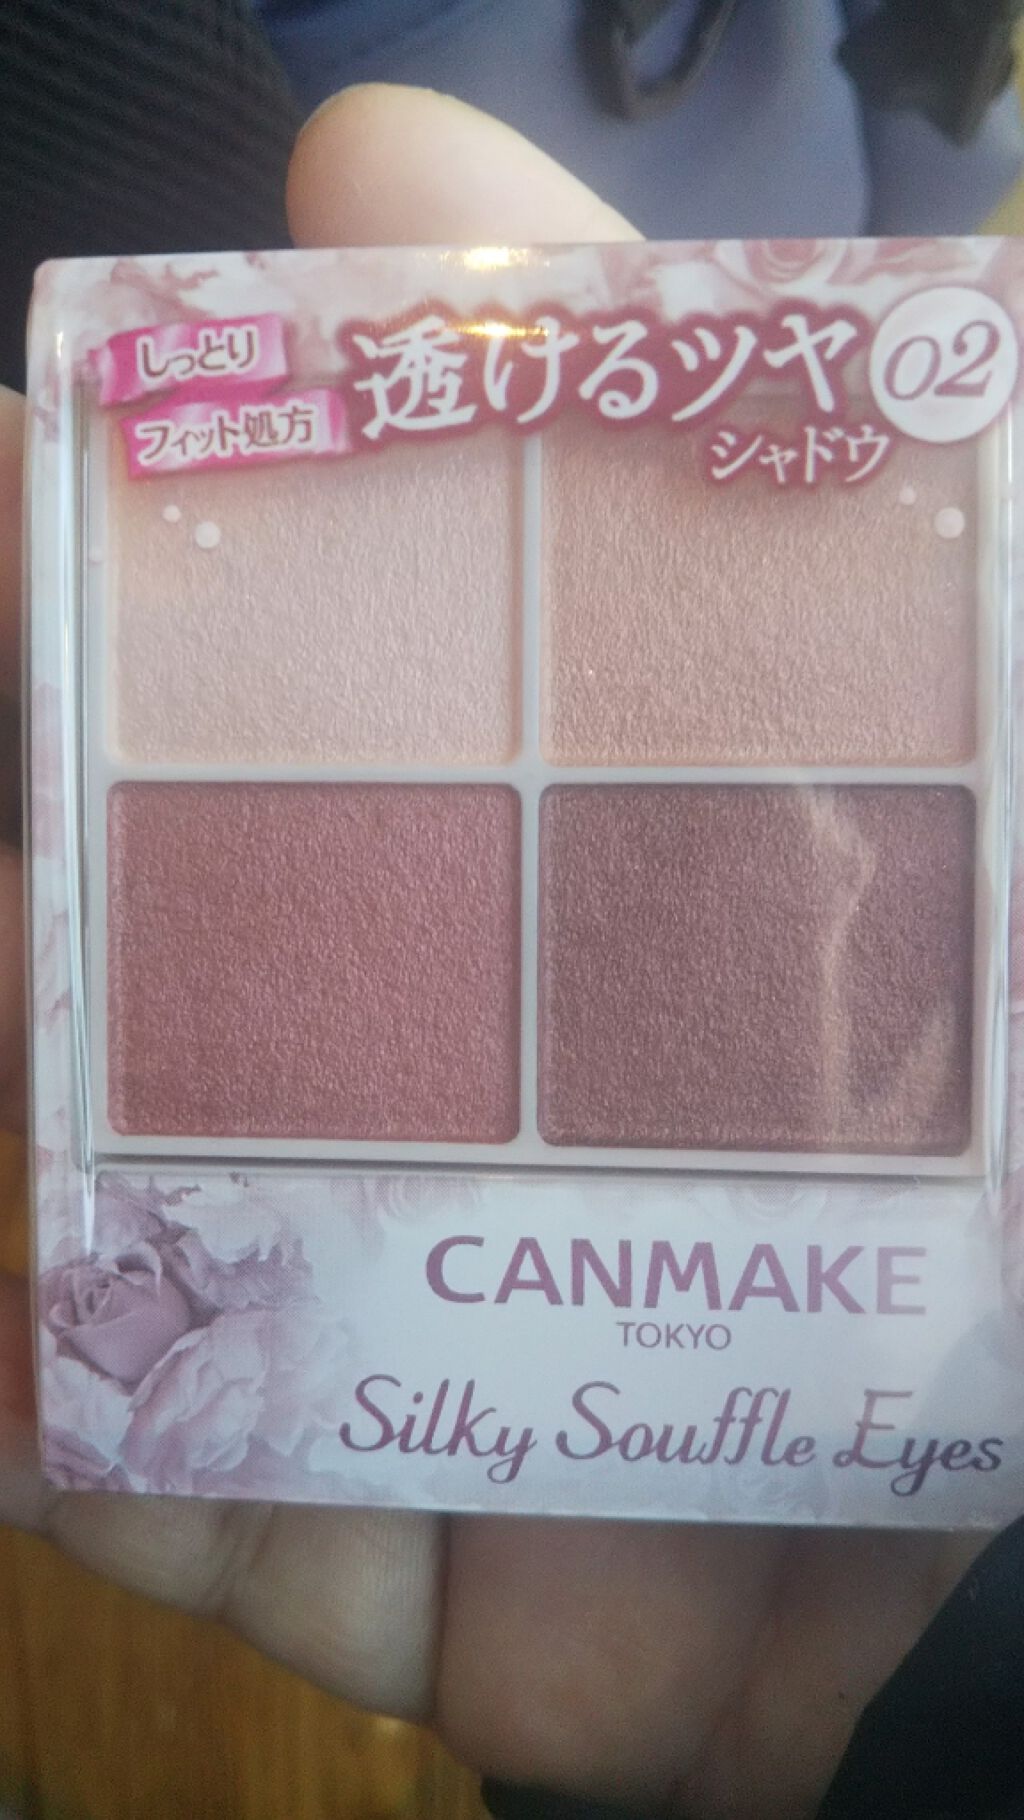 しっとり
フィット処方
透けるツヤ
シャドウ
02
CANMAKE
TOKYO
Silky Souffle Eyes